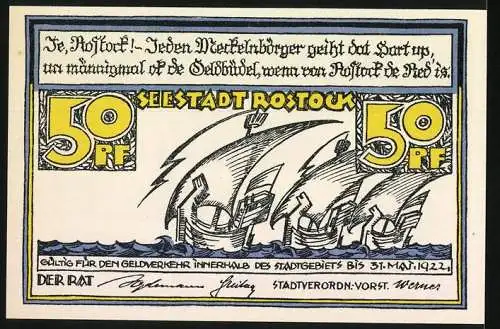 Je, Rostock! - Jeden Meckelnbörger geiht dat Hart up,
un männigmal ok de Geldbüdel, wenn von Rostock de Red' is.
SEESTADT ROSTOCK
50 PF
50 PF
GÜLTIG FÜR DEN GELDVERKEHR INNERHALB DES STADTGEBIETS BIS 31. MAI. 1922.
DER RAT STADTVERORDN: VORST. Werner